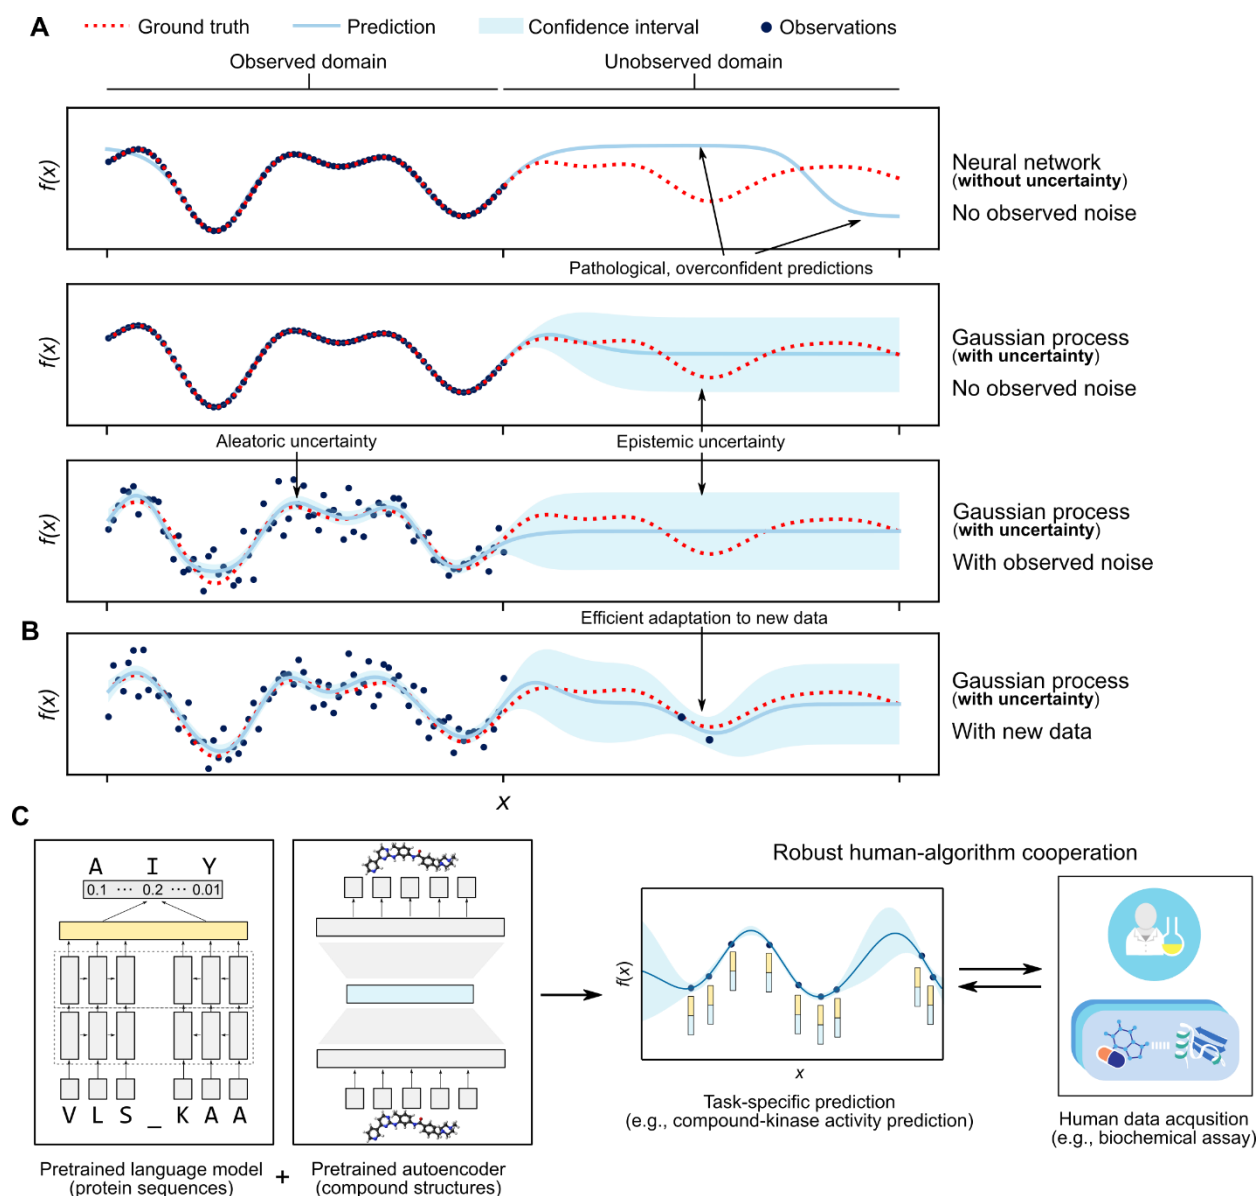 A
Ground truth
Prediction
Confidence interval
Observations
Observed domain
Unobserved domain
f(x)
Neural network
(without uncertainty)
No observed noise
Pathological, overconfident predictions
f(x)
Gaussian process
(with uncertainty)
No observed noise
Aleatoric uncertainty
Epistemic uncertainty
f(x)
Gaussian process
(with uncertainty)
With observed noise
Efficient adaptation to new data
B
f(x)
Gaussian process
(with uncertainty)
With new data
x
C
A I Y
0.1 ··· 0.2 ··· 0.01
V L S _ K A A
Pretrained language model
(protein sequences)
+
Pretrained autoencoder
(compound structures)
Robust human-algorithm cooperation
f(x)
x
Task-specific prediction
(e.g., compound-kinase activity prediction)
Human data acqusition
(e.g., biochemical assay)